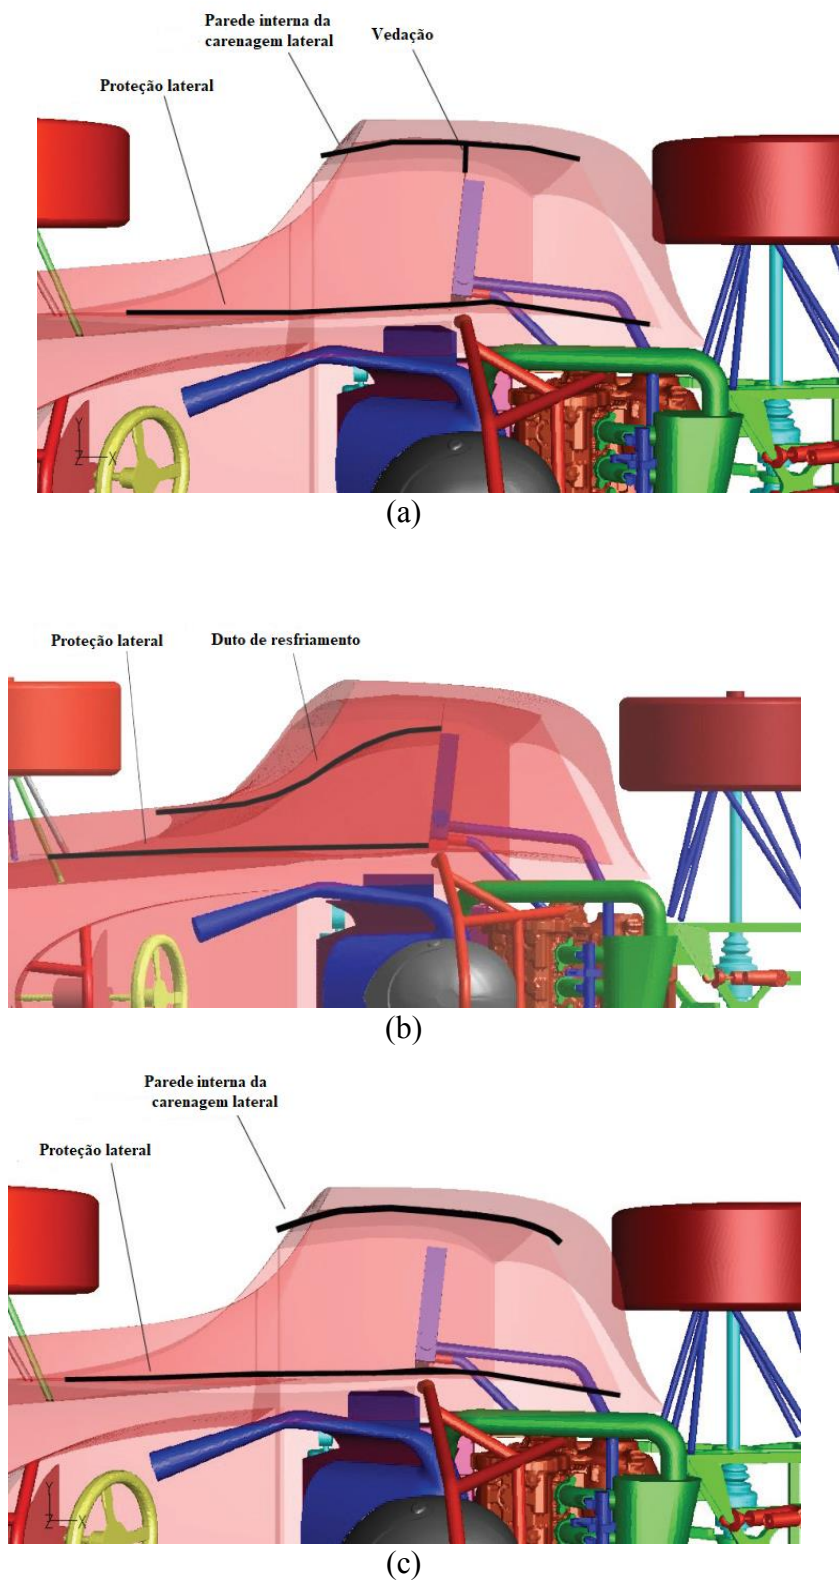 Parede interna da
carenagem lateral
Vedação
Proteção lateral
Y
Z X
(a)
Proteção lateral
Duto de resfriamento
(b)
Parede interna da
carenagem lateral
Proteção lateral
Y
Z X
(c)